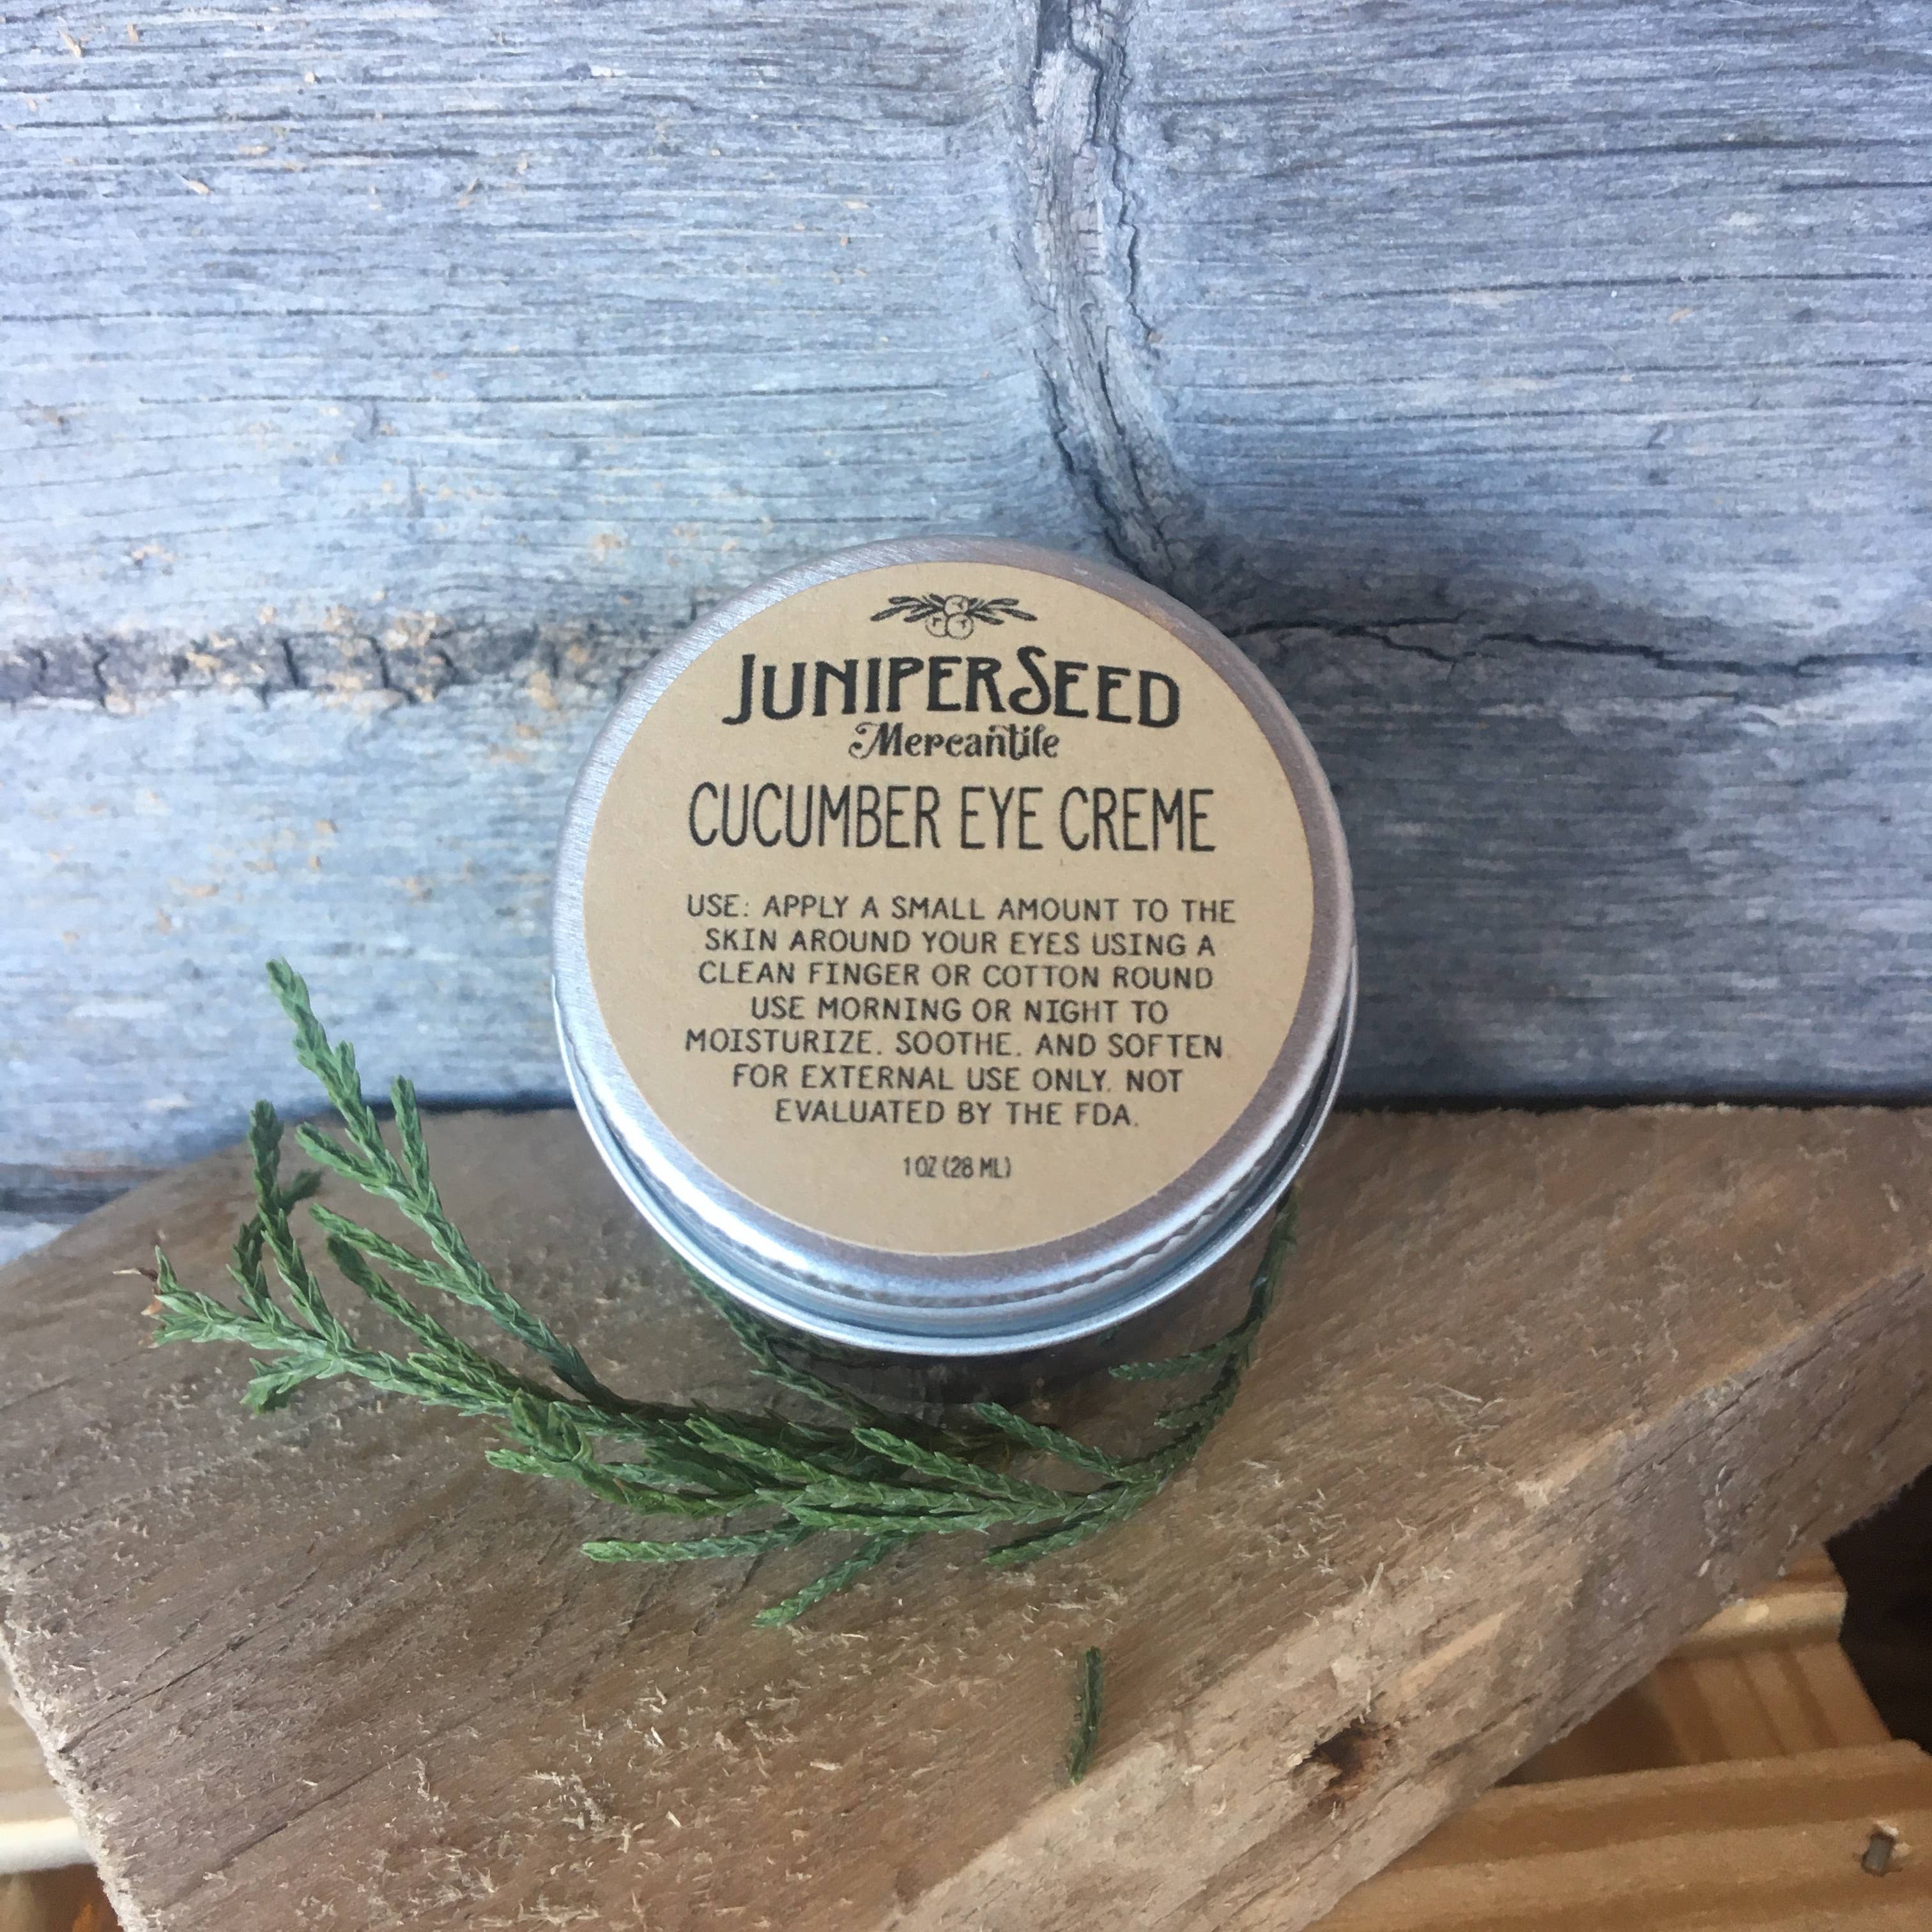 JUNIPERSEED
Mercantile
CUCUMBER EYE CREME
USE: APPLY A SMALL AMOUNT TO THE
SKIN AROUND YOUR EYES USING A
CLEAN FINGER OR COTTON ROUND
USE MORNING OR NIGHT TO
MOISTURIZE. SOOTHE. AND SOFTEN.
FOR EXTERNAL USE ONLY. NOT
EVALUATED BY THE FDA.
1 OZ (28 ML)